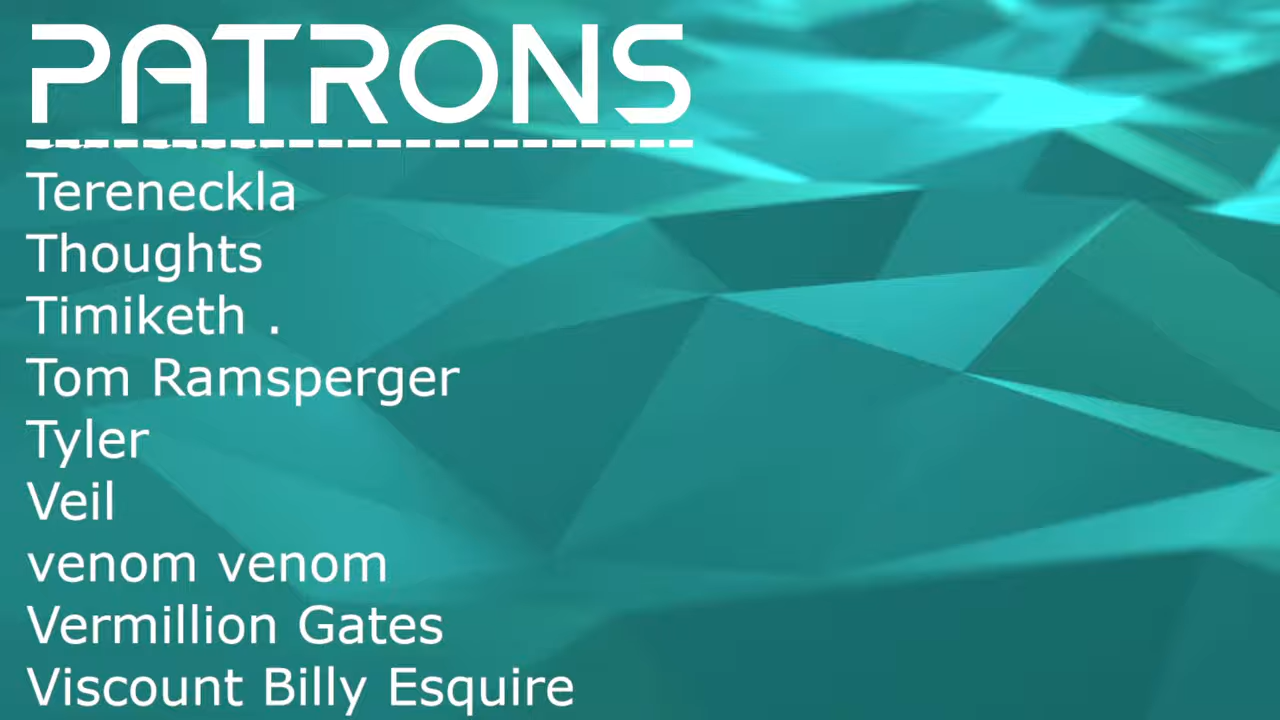 PATRONS
Tereneckla
Thoughts
Timiketh .
Tom Ramsperger
Tyler
Veil
venom venom
Vermillion Gates
Viscount Billy Esquire